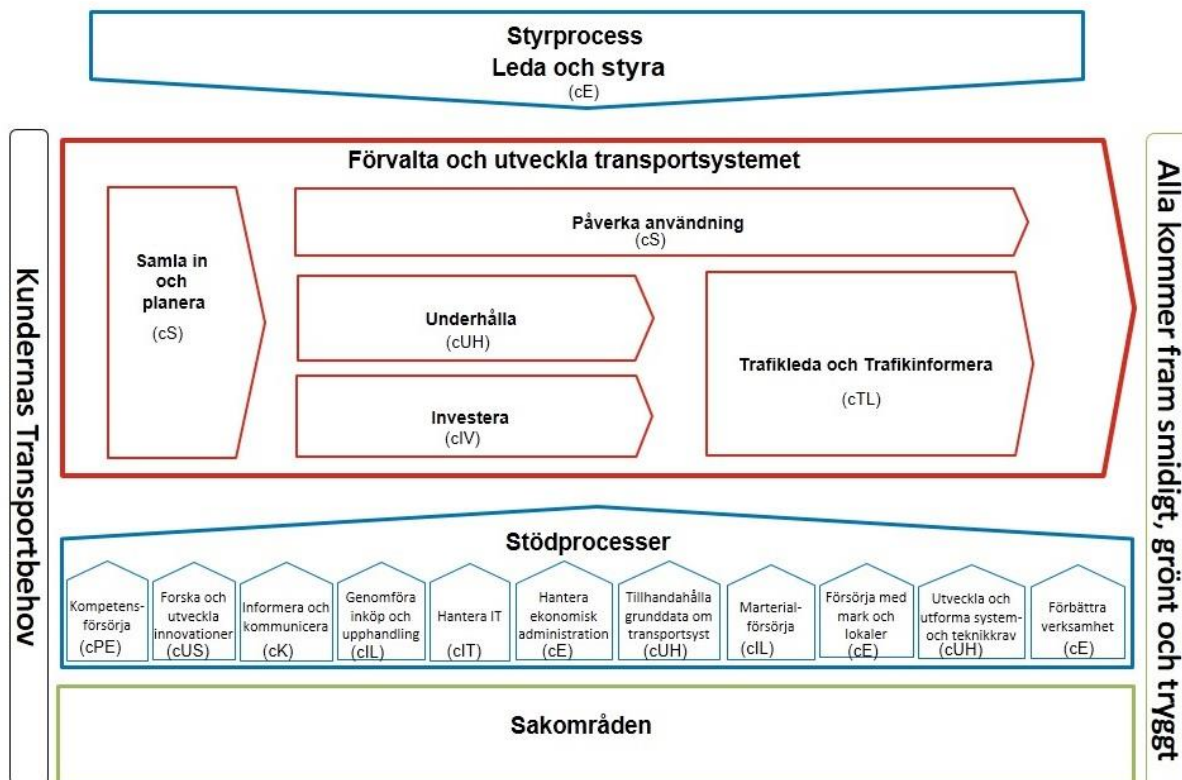 Styrprocess
Leda och styra
(cE)
Kundernas Transportbehov
Förvalta och utveckla transportsystemet
Samla in
och
planera
(cS)
Påverka användning
(cS)
Underhålla
(cUH)
Investera
(cIV)
Trafikleda och Trafikinformera
(cTL)
Alla kommer fram smidigt, grönt och tryggt
Stödprocesser
Kompetens-
försörja
(cPE)
Forska och
utveckla
innovationer
(cUS)
Informera och
kommunicera
(cK)
Genomföra
inköp och
upphandling
(cIL)
Hantera IT
(cIT)
Hantera
ekonomisk
administration
(cE)
Tillhandahålla
grunddata om
transportsyst
(cUH)
Marterial-
försörja
(cIL)
Försörja med
mark och
lokaler
(cE)
Utveckla och
utforma system-
och teknikkrav
(cUH)
Förbättra
verksamhet
(cE)
Sakområden